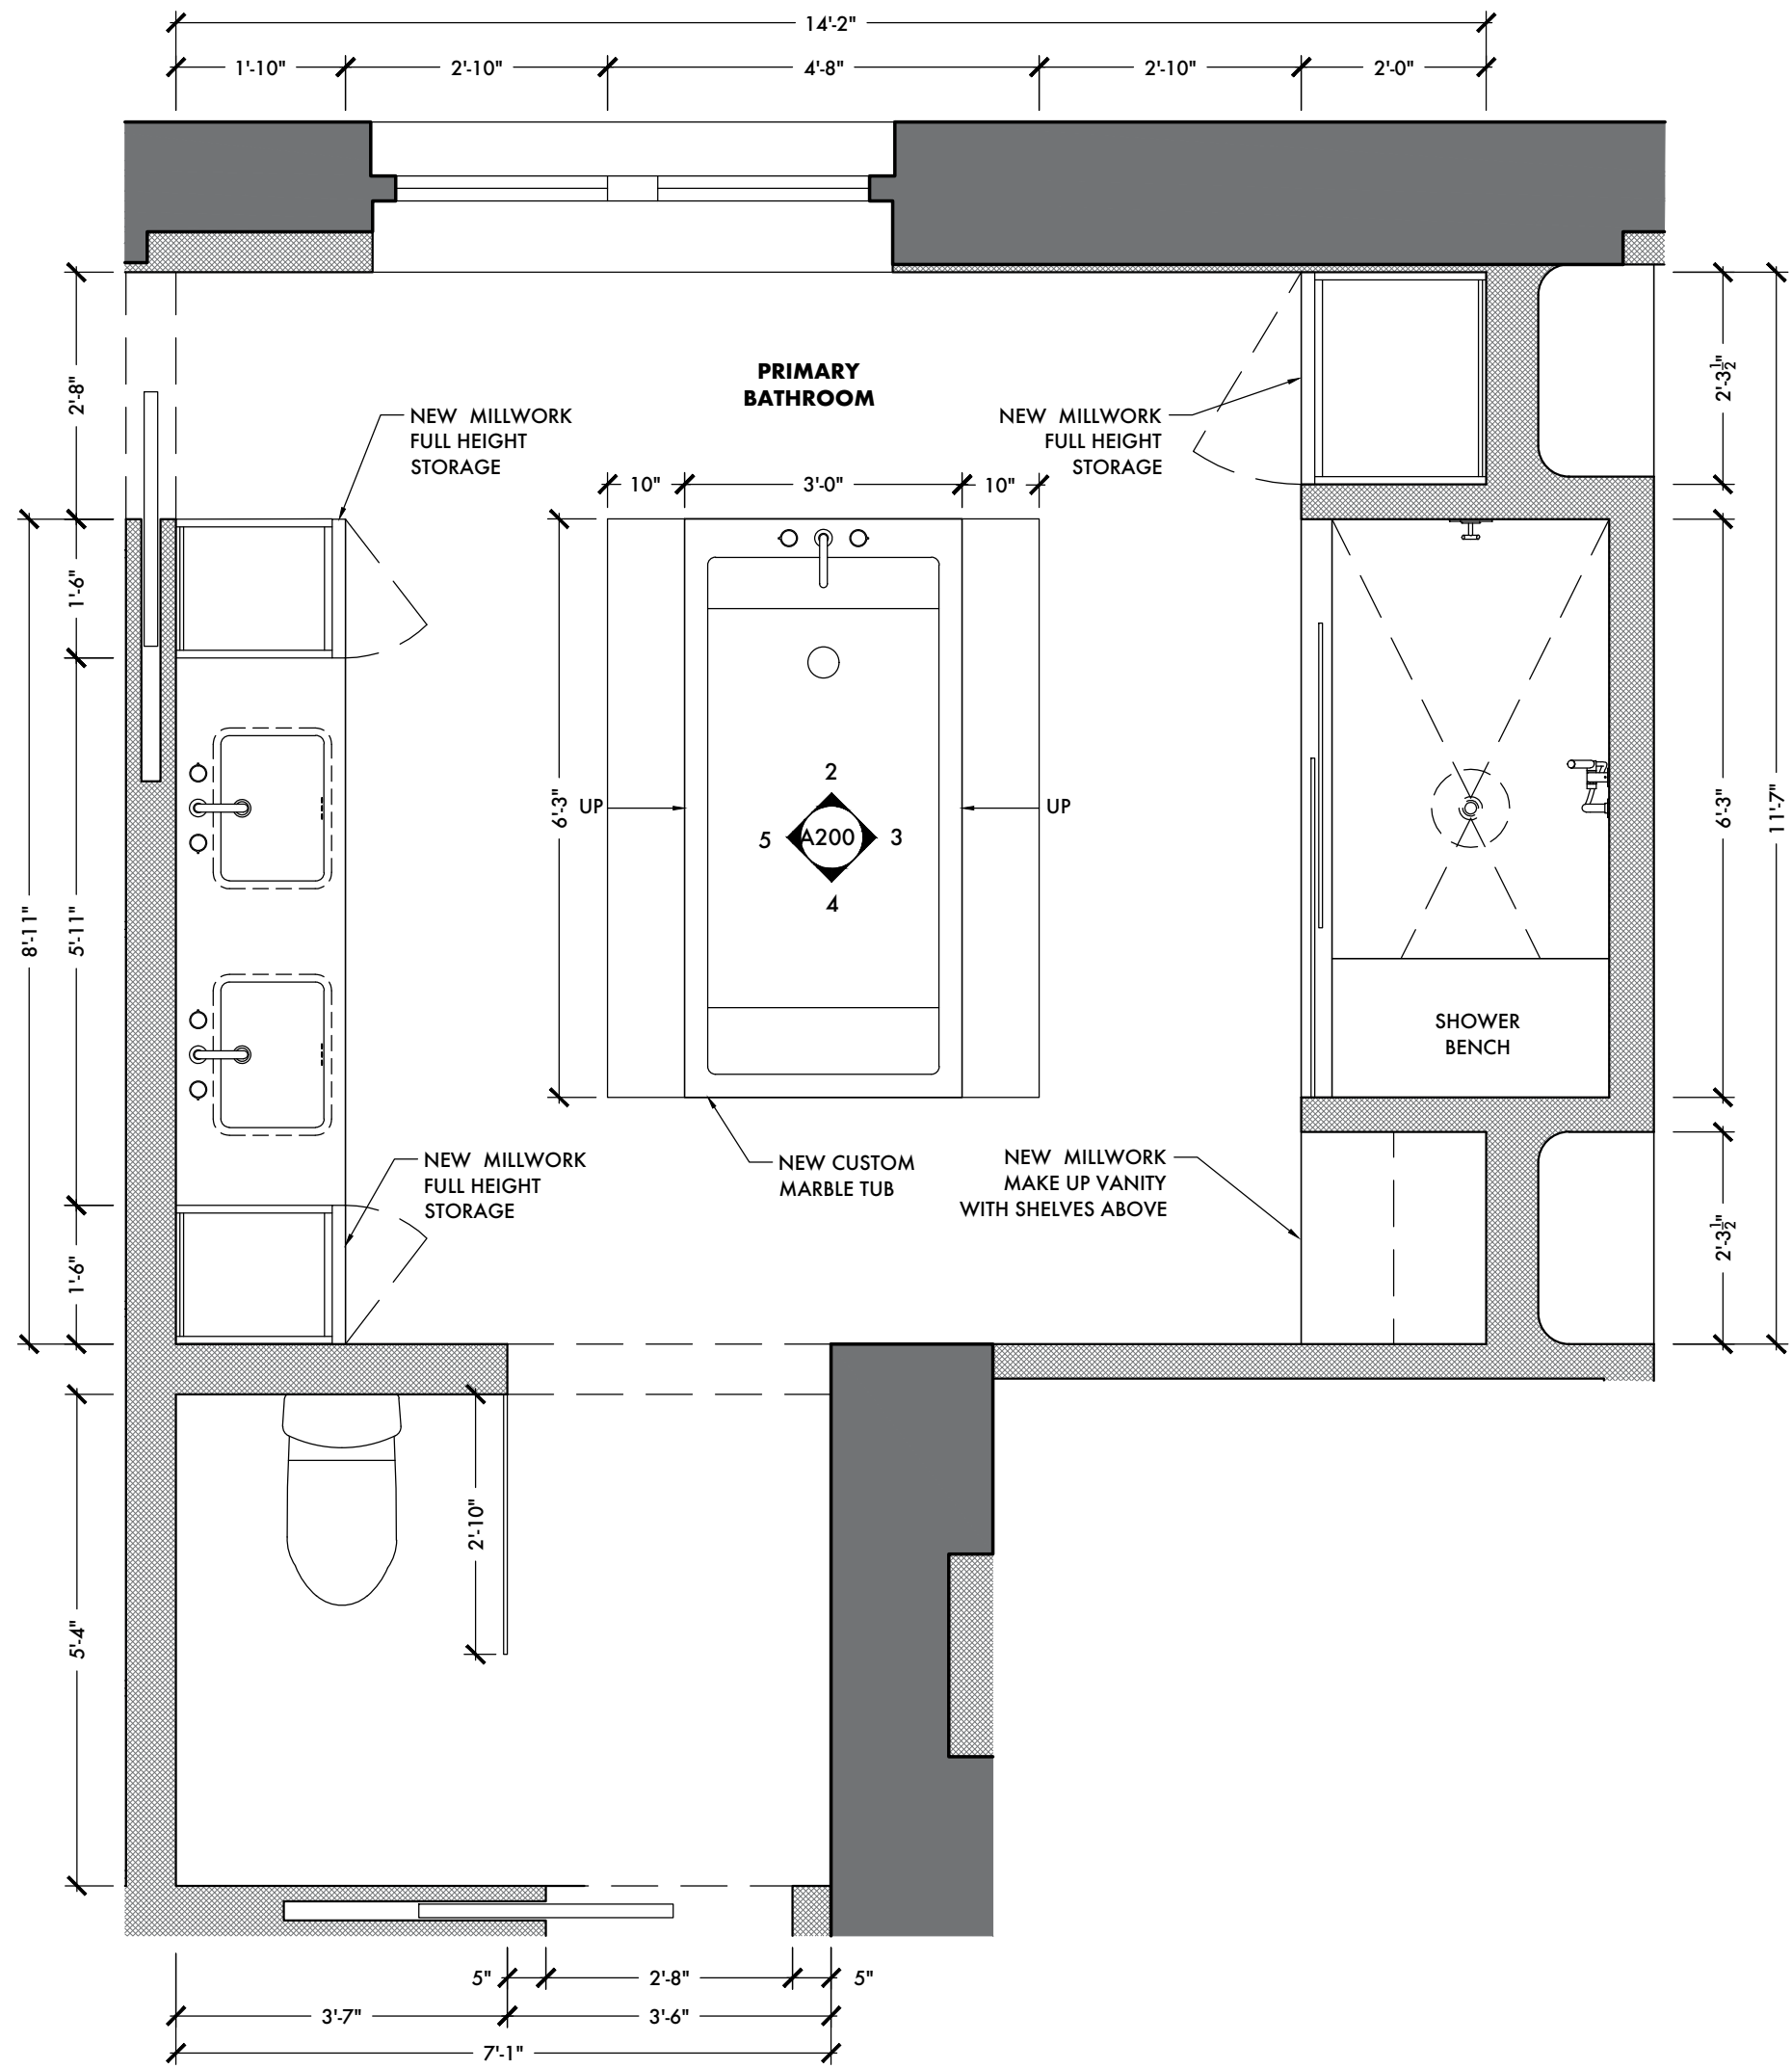 14'-2"
1'-10" 2'-10" 4'-8" 2'-10" 2'-0"
PRIMARY
BATHROOM
2'-8"
2'-3½"
NEW MILLWORK
FULL HEIGHT
STORAGE
NEW MILLWORK
FULL HEIGHT
STORAGE
10" 3'-0" 10"
1'-6"
6'-3"
UP
UP
2
5 A200 3
4
6'-3"
11'-7"
8'-11"
5'-11"
SHOWER
BENCH
NEW MILLWORK
FULL HEIGHT
STORAGE
NEW CUSTOM
MARBLE TUB
NEW MILLWORK
MAKE UP VANITY
WITH SHELVES ABOVE
1'-6"
2'-3½"
2'-10"
5'-4"
5" 2'-8" 5"
3'-7" 3'-6"
7'-1"